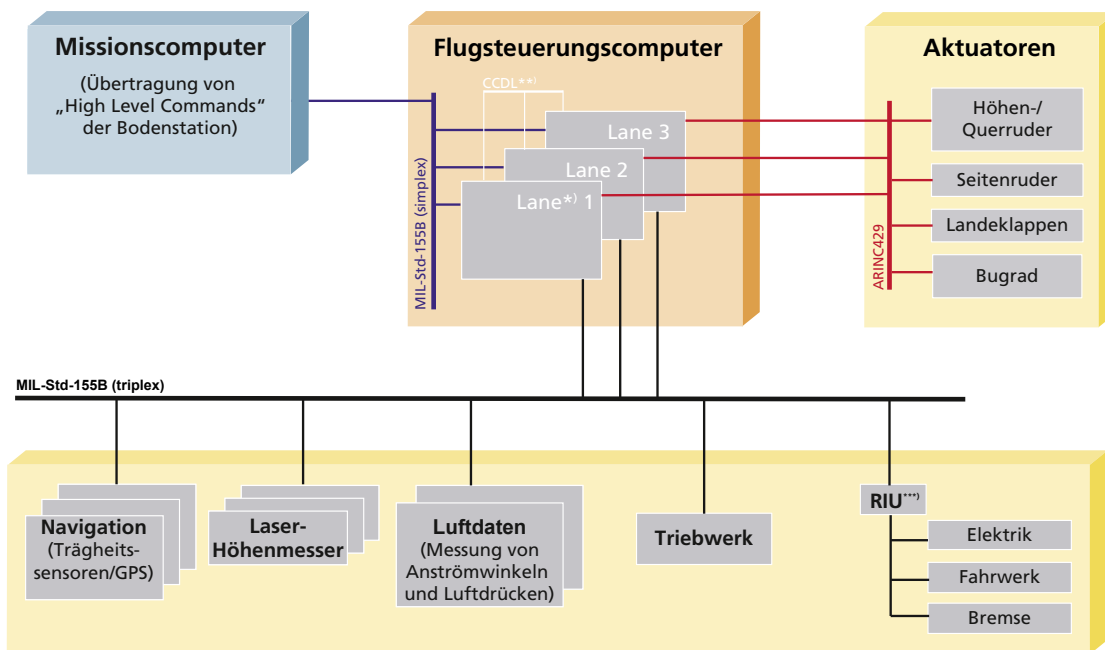 Missionscomputer
(Übertragung von
„High Level Commands“
der Bodenstation)
Flugsteuerungscomputer
CCDL**)
MIL-Std-155B (simplex)
Lane 3
Lane 2
Lane*) 1
Aktuatoren
ARINC429
Höhen-/
Querruder
Seitenruder
Landeklappen
Bugrad
MIL-Std-155B (triplex)
Navigation
(Trägheits-
sensoren/GPS)
Laser-
Höhenmesser
Luftdaten
(Messung von
Anströmwinkeln
und Luftdrücken)
Triebwerk
RIU***)
Elektrik
Fahrwerk
Bremse